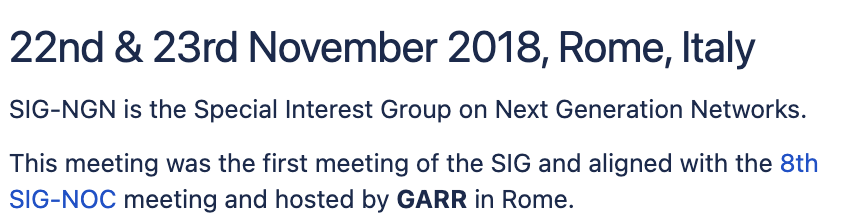 22nd & 23rd November 2018, Rome, Italy
SIG-NGN is the Special Interest Group on Next Generation Networks.
This meeting was the first meeting of the SIG and aligned with the 8th
SIG-NOC meeting and hosted by GARR in Rome.